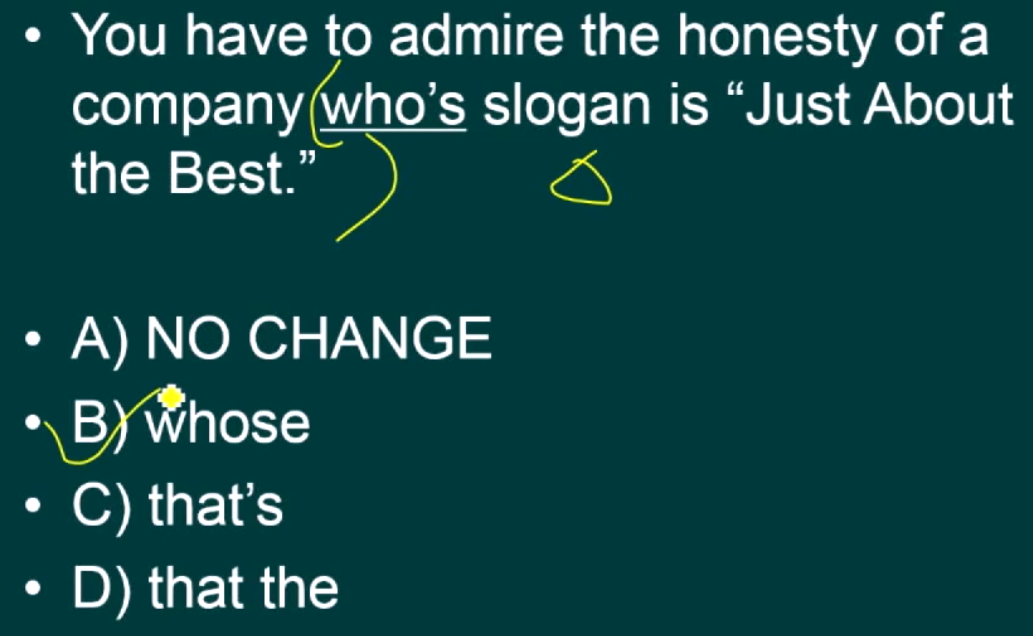 • You have to admire the honesty of a
company who’s slogan is “Just About
the Best.”
• A) NO CHANGE
• B) whose
• C) that’s
• D) that the